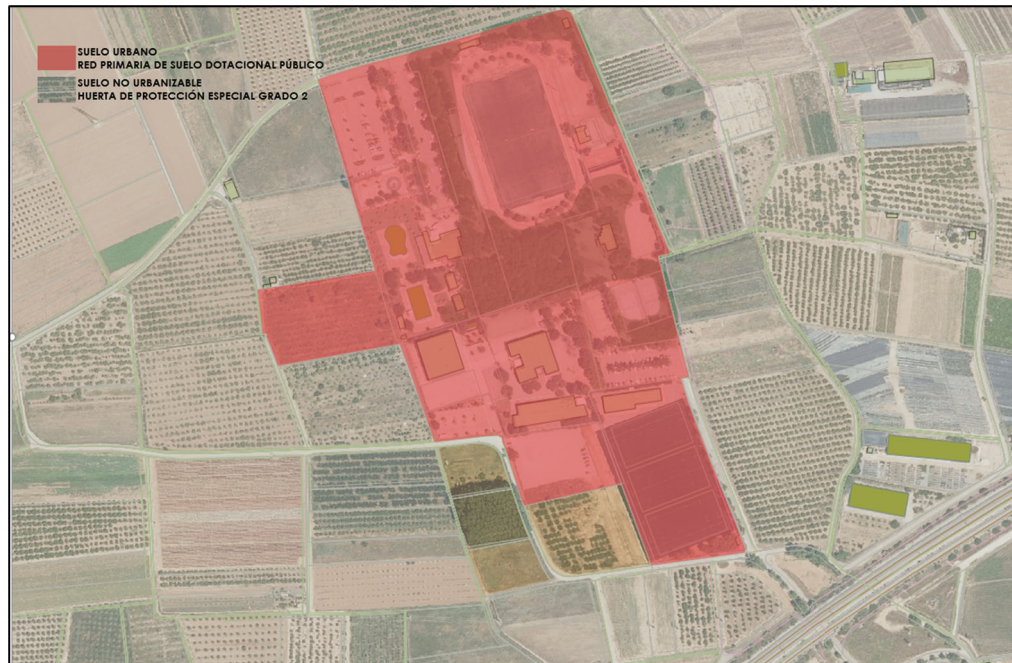 SUELO URBANO
RED PRIMARIA DE SUELO DOTACIONAL PÚBLICO
SUELO NO URBANIZABLE
HUERTA DE PROTECCIÓN ESPECIAL GRADO 2